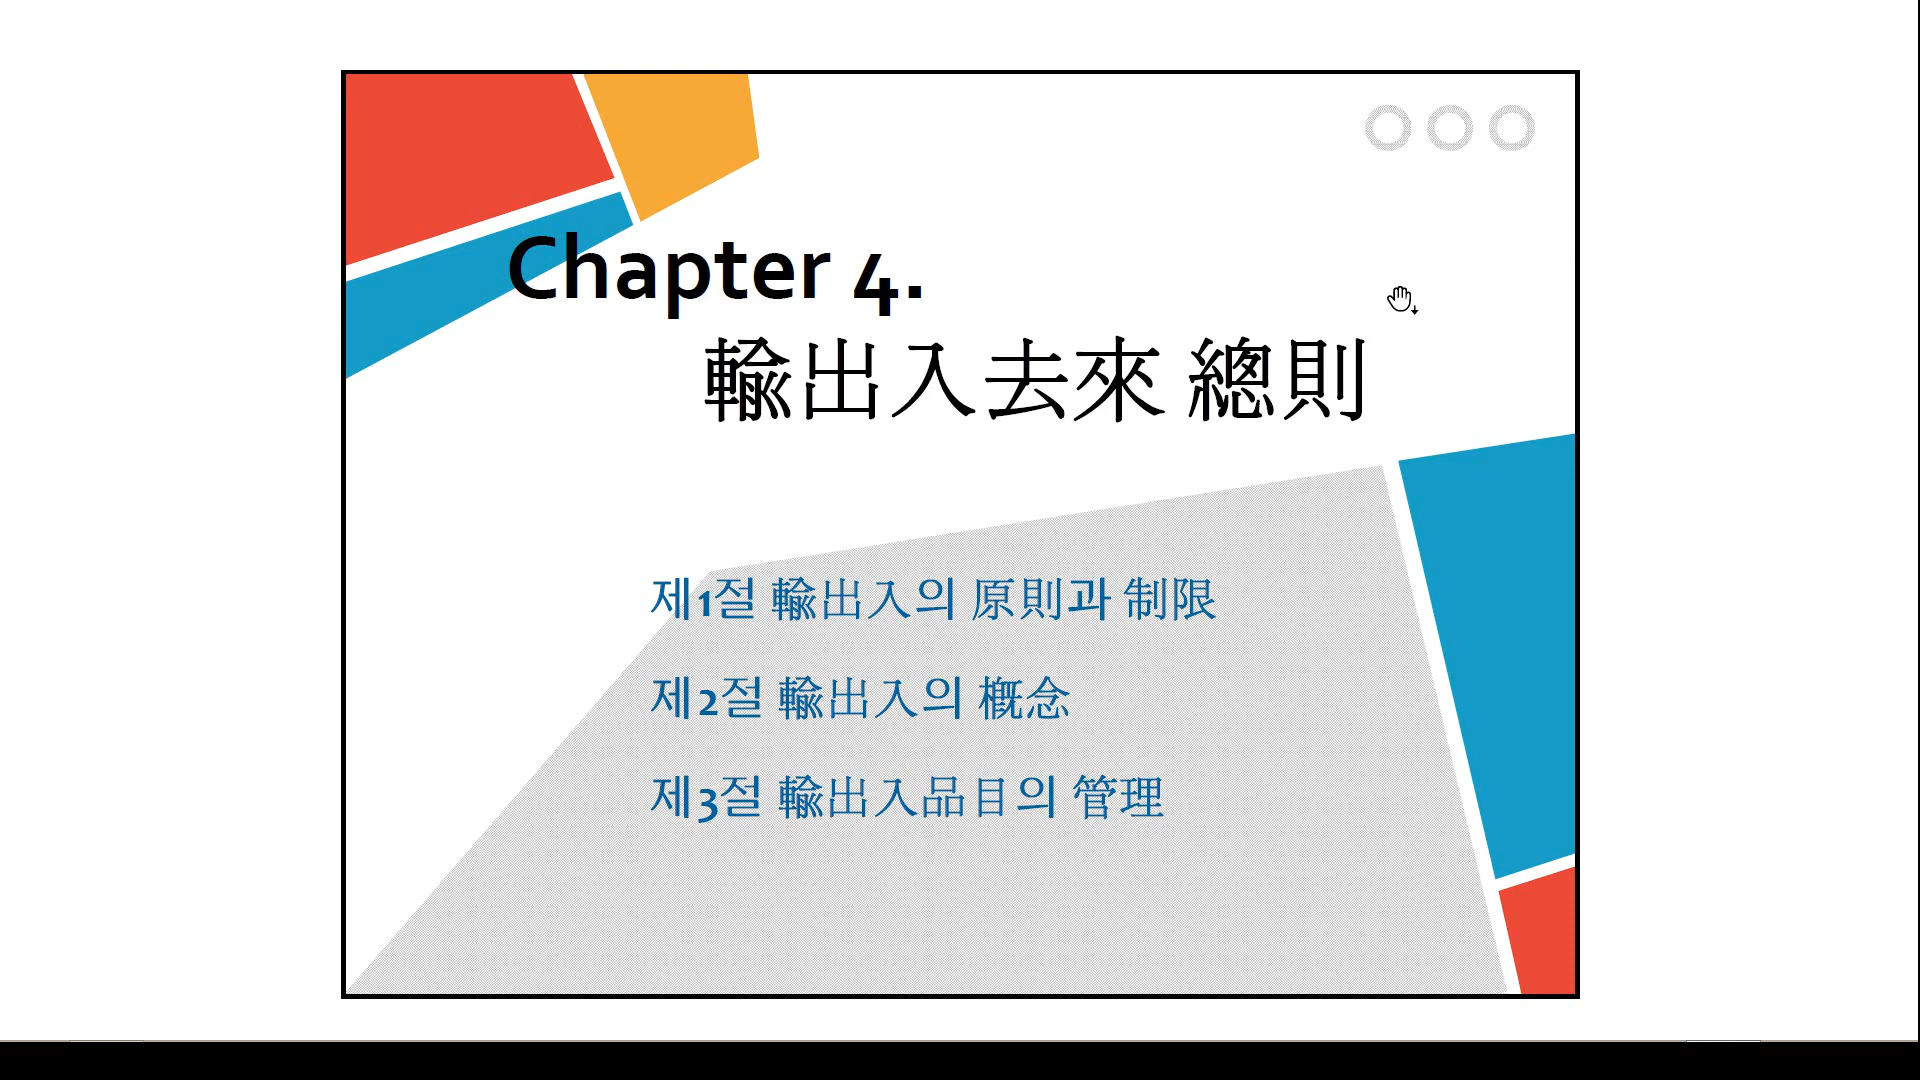 Chapter 4.
輸出入去來 總則
제1절 輸出入의 原則과 制限
제2절 輸出入의 槪念
제3절 輸出入品目의 管理